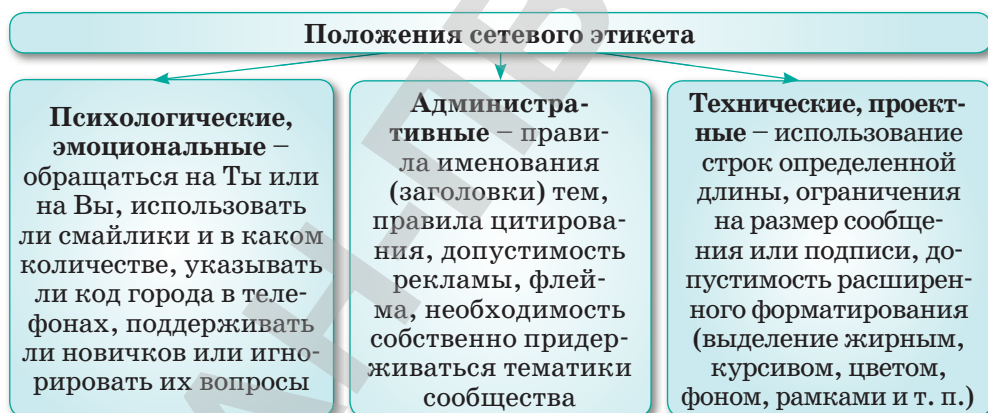 Положения сетевого этикета
Психологические,
эмоциональные –
обращаться на Ты или
на Вы, использовать
ли смайлики и в каком
количестве, указывать
ли код города в теле-
фонах, поддерживать
ли новичков или игно-
рировать их вопросы
Администра-
тивные – прави-
ла именования
(заголовки) тем,
правила цитирова-
ния, допустимость
рекламы, флей-
ма, необходимость
собственно придер-
живаться тематики
сообщества
Технические, проект-
ные – использование
строк определенной
длины, ограничения
на размер сообще-
ния или подписи, до-
пустимость расширен-
ного форматирования
(выделение жирным,
курсивом, цветом,
фоном, рамками и т. п.)